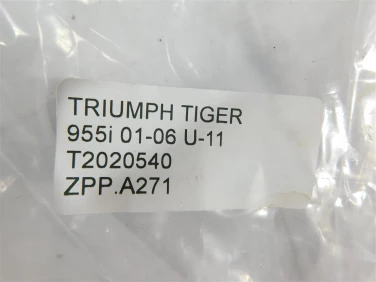 TRIUMPH TIGER
955i 01-06 U-11
T2020540
ZPP.A271